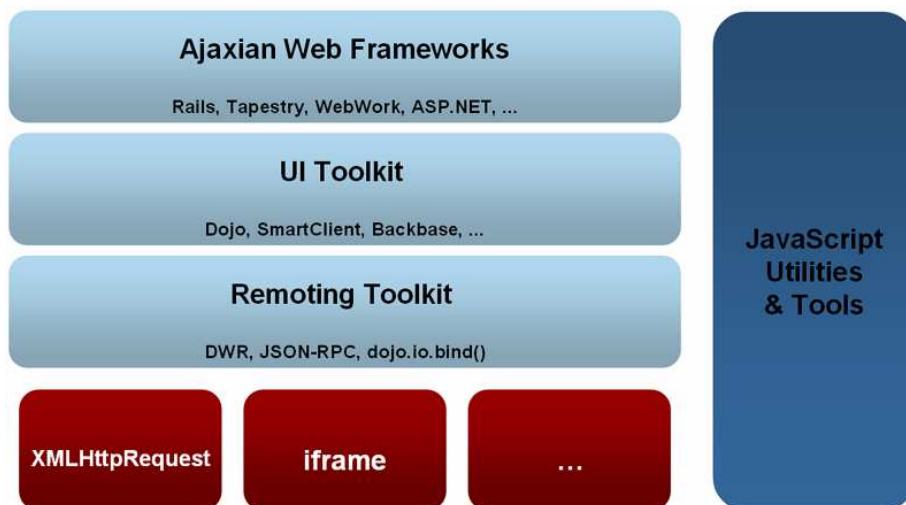 Ajaxian Web Frameworks
Rails, Tapestry, WebWork, ASP.NET, ...
UI Toolkit
Dojo, SmartClient, Backbase, ...
Remoting Toolkit
DWR, JSON-RPC, dojo.io.bind()
XMLHttpRequest
iframe
...
JavaScript
Utilities
& Tools